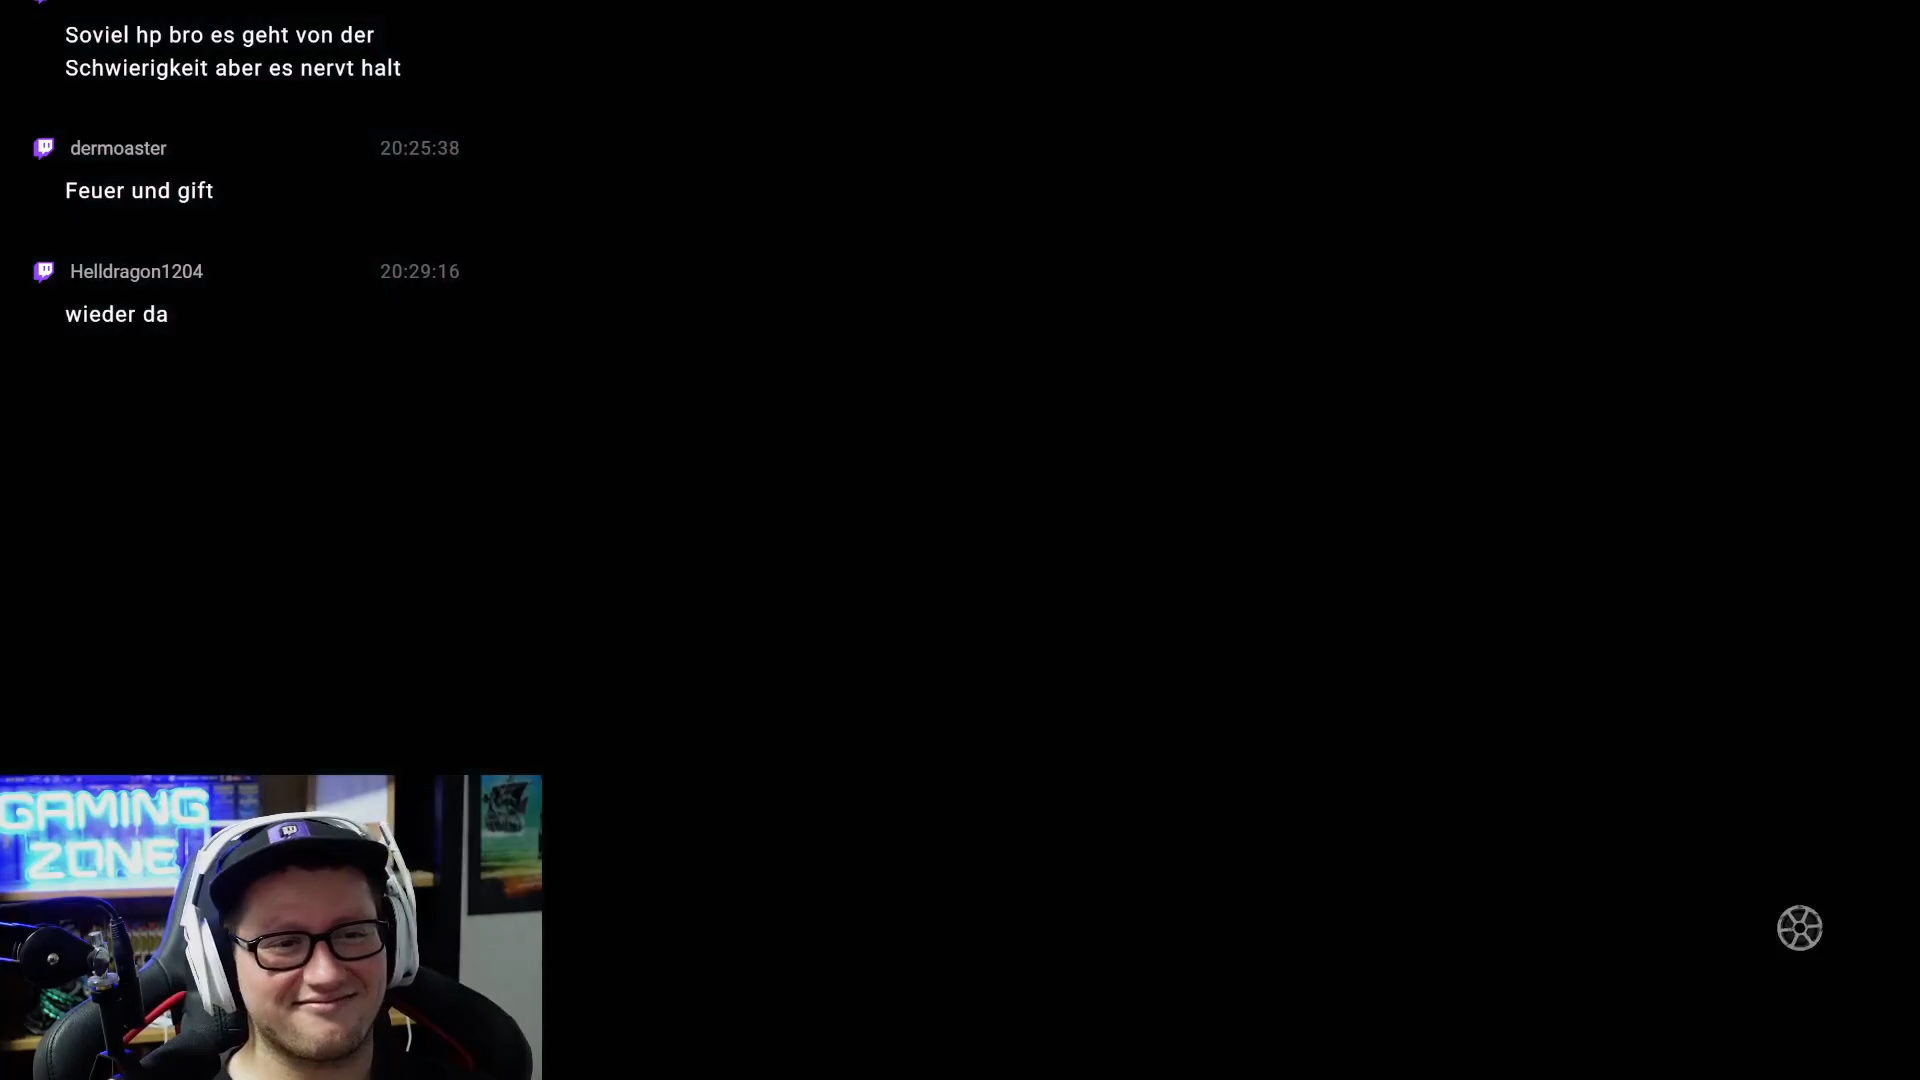 Soviel hp bro es geht von der
Schwierigkeit aber es nervt halt
dermoaster 20:25:38
Feuer und gift
Helldragon1204 20:29:16
wieder da
GAMING
ZONE